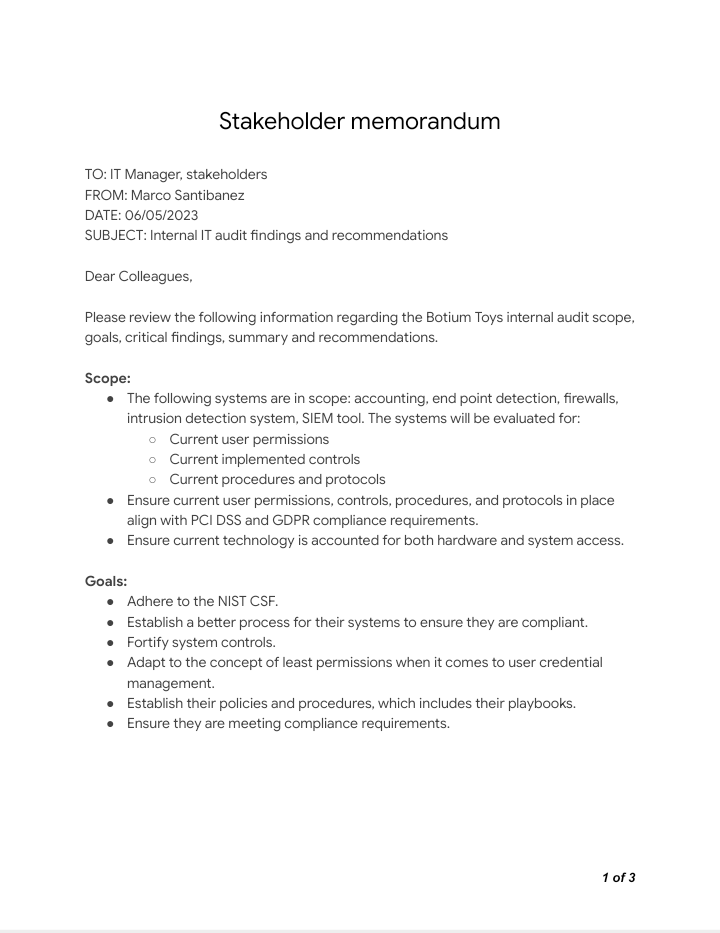 Stakeholder memorandum
TO: IT Manager, stakeholders
FROM: Marco Santibanez
DATE: 06/05/2023
SUBJECT: Internal IT audit findings and recommendations
Dear Colleagues,
Please review the following information regarding the Botium Toys internal audit scope,
goals, critical findings, summary and recommendations.
Scope:
● The following systems are in scope: accounting, end point detection, firewalls,
intrusion detection system, SIEM tool. The systems will be evaluated for:
○ Current user permissions
○ Current implemented controls
○ Current procedures and protocols
● Ensure current user permissions, controls, procedures, and protocols in place
align with PCI DSS and GDPR compliance requirements.
● Ensure current technology is accounted for both hardware and system access.
Goals:
● Adhere to the NIST CSF.
● Establish a better process for their systems to ensure they are compliant.
● Fortify system controls.
● Adapt to the concept of least permissions when it comes to user credential
management.
● Establish their policies and procedures, which includes their playbooks.
● Ensure they are meeting compliance requirements.
1 of 3